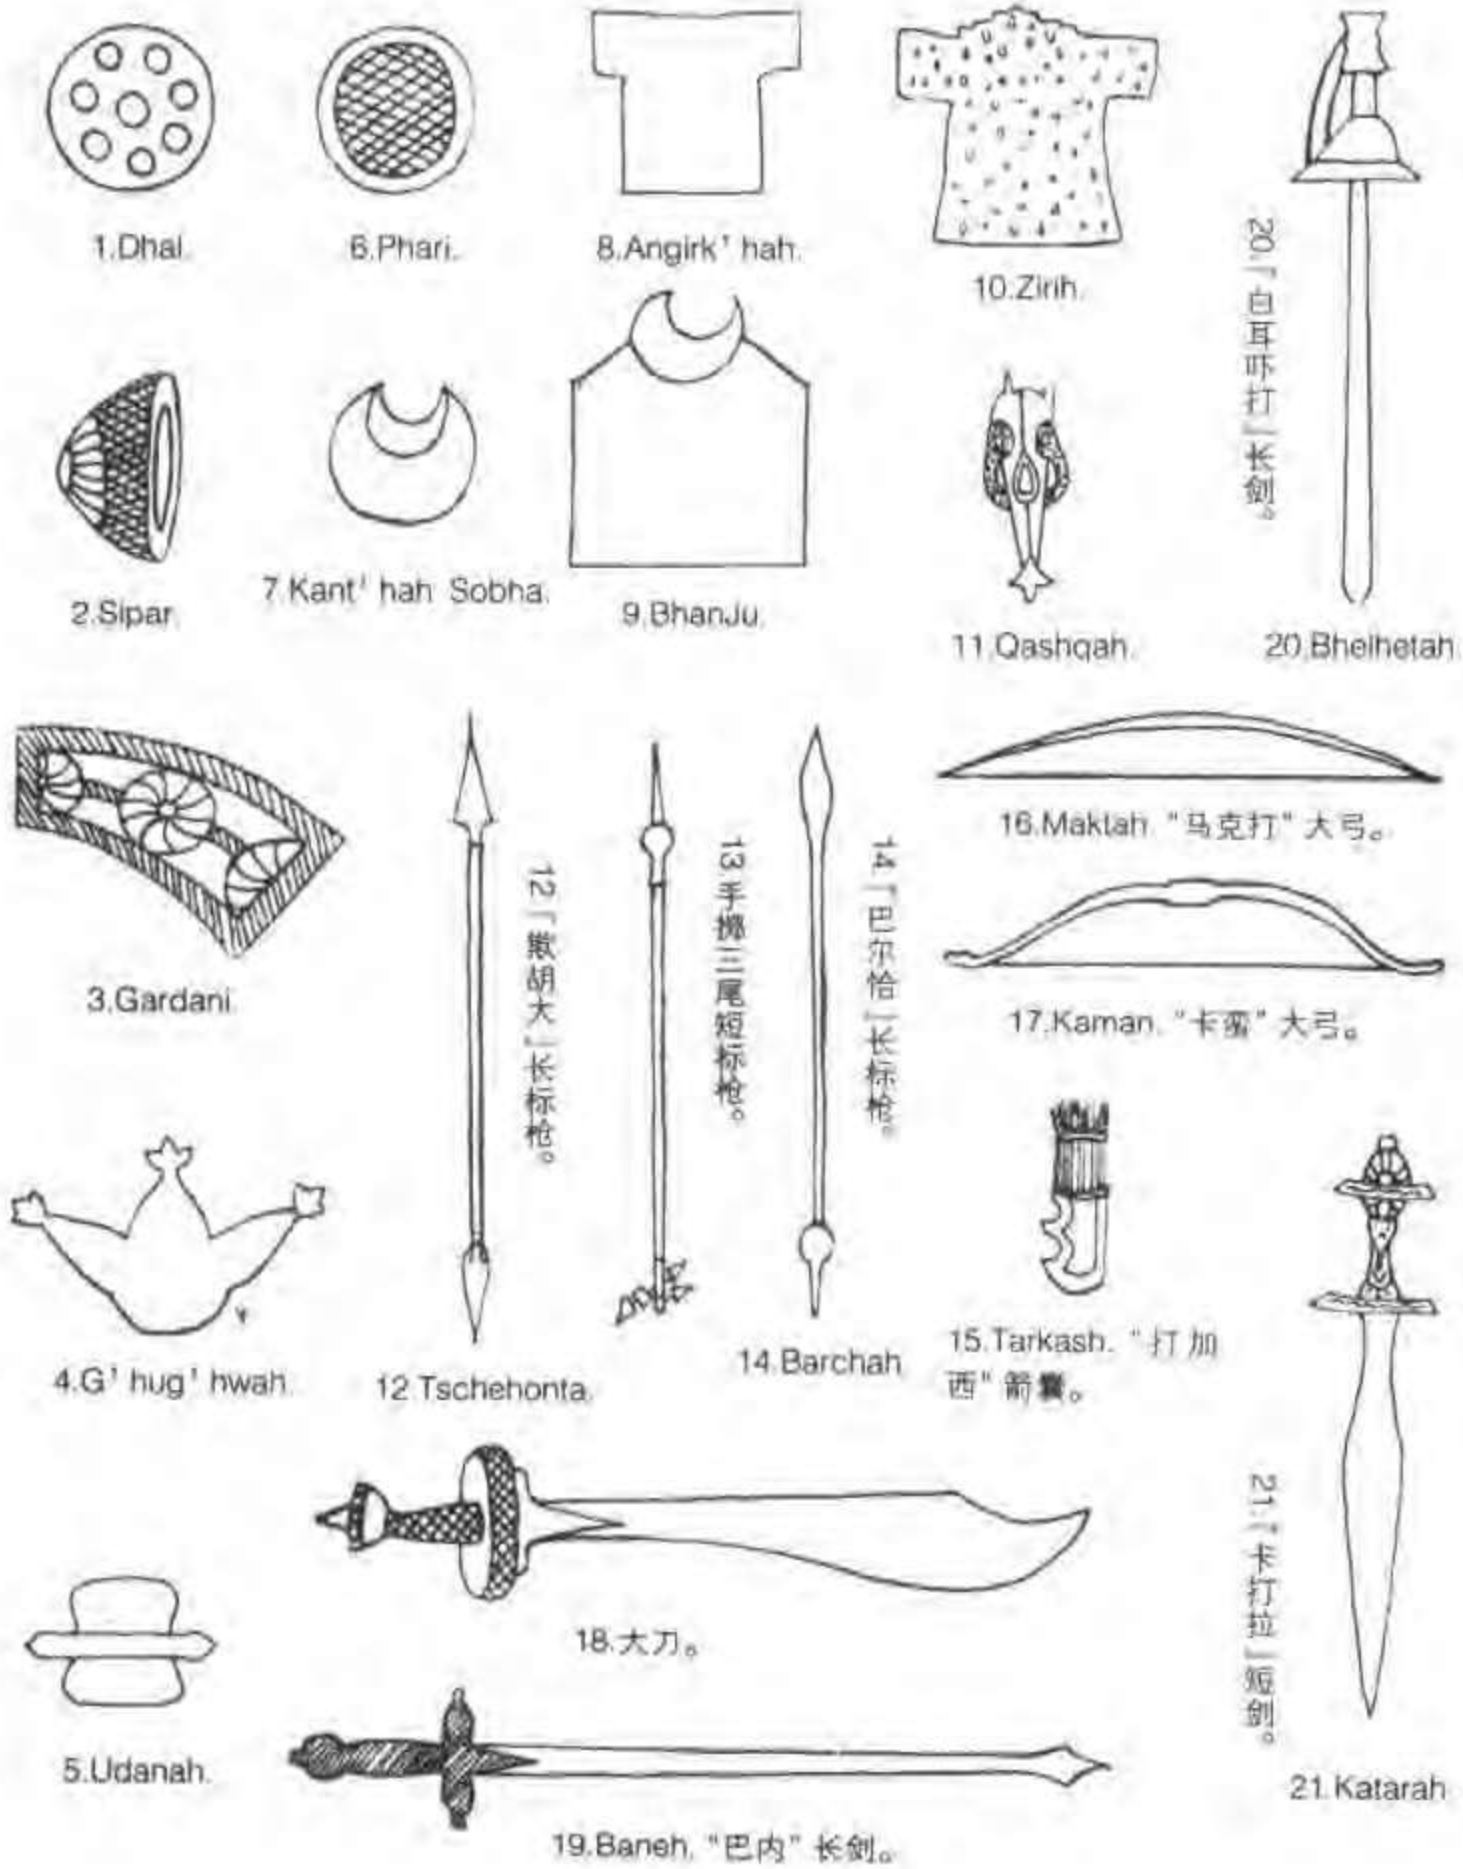 1.Dhal.
6.Phari.
8.Angirk' hah.
10.Zirih.
20.「白耳吓打」长剑。
2.Sipar.
7.Kant' hah Sobha.
9.BhanJu.
11.Qashqah.
20.Bhelhetah.
3.Gardani.
12「欺胡大」长标枪。
13.手掷三尾短标枪。
14.「巴尔恰」长标枪。
16.Maktah. “马克打” 大弓。
17.Kaman. “卡蛮” 大弓。
4.G' hug' hwah.
12.Tschehonta.
14.Barchah
15.Tarkash. “打加
西” 箭囊。
18.大刀。
21.「卡打拉」短剑。
5.Udanah.
19.Baneh. “巴内” 长剑。
21.Katarah